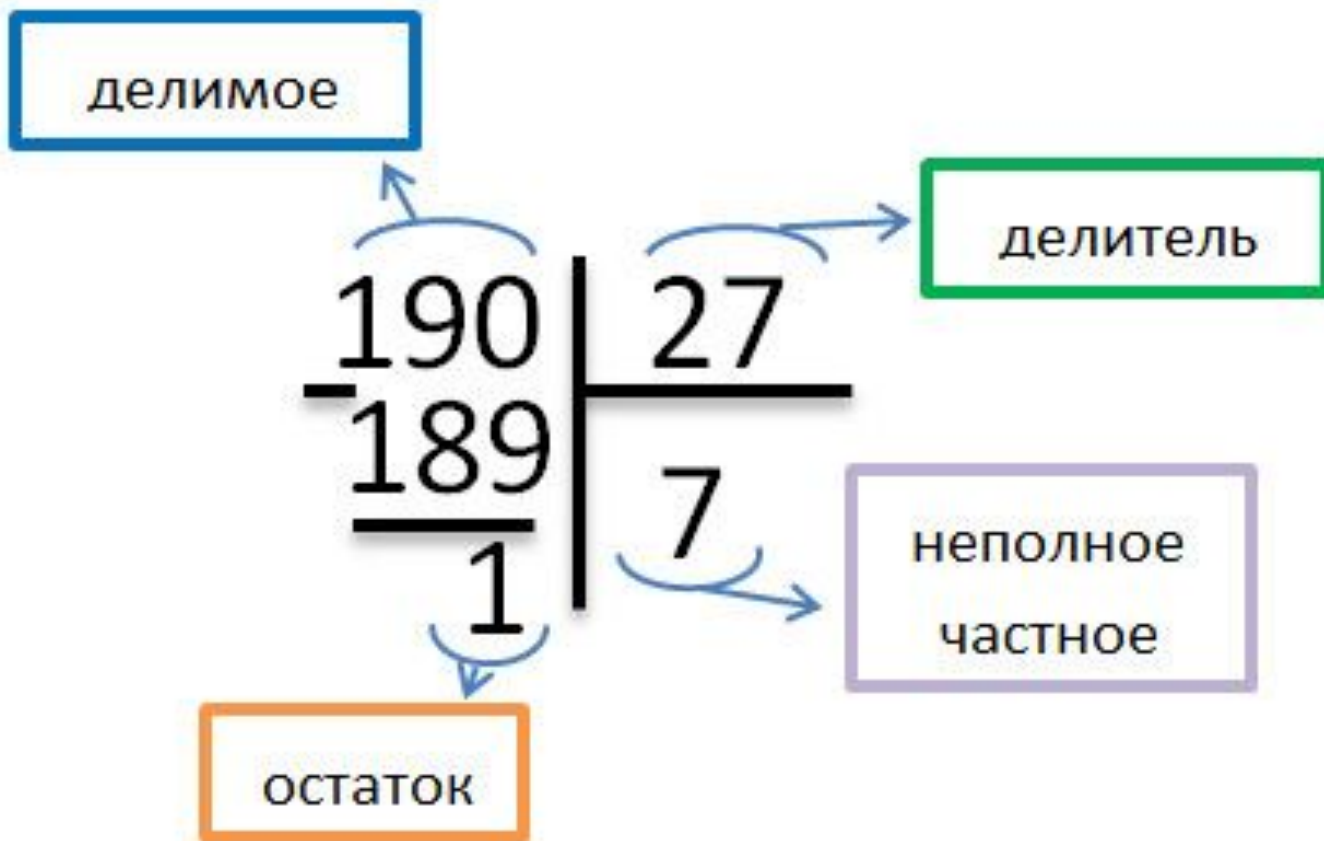 делимое
делитель
190 27
- 189
7
1
неполное
частное
остаток